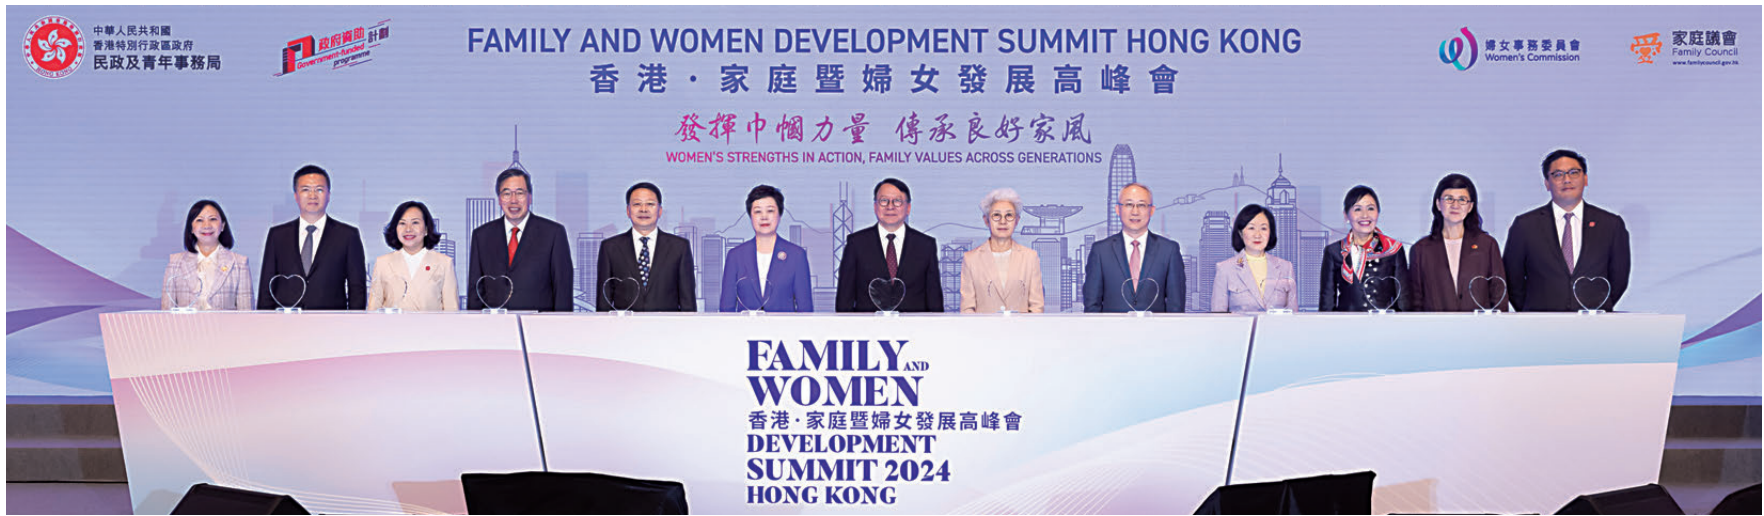 中華人民共和國
香港特別行政區政府
民政及青年事務局
HONG KONG
政府資助計劃
Government-funded
programme
FAMILY AND WOMEN DEVELOPMENT SUMMIT HONG KONG
香港·家庭暨婦女發展高峰會
婦女事務委員會
Women's Commission
家庭議會
Family Council
www.familycouncil.gov.hk
發揮巾幗力量 傳承良好家風
WOMEN'S STRENGTHS IN ACTION, FAMILY VALUES ACROSS GENERATIONS
FAMILY AND
WOMEN
香港·家庭暨婦女發展高峰會
DEVELOPMENT
SUMMIT 2024
HONG KONG